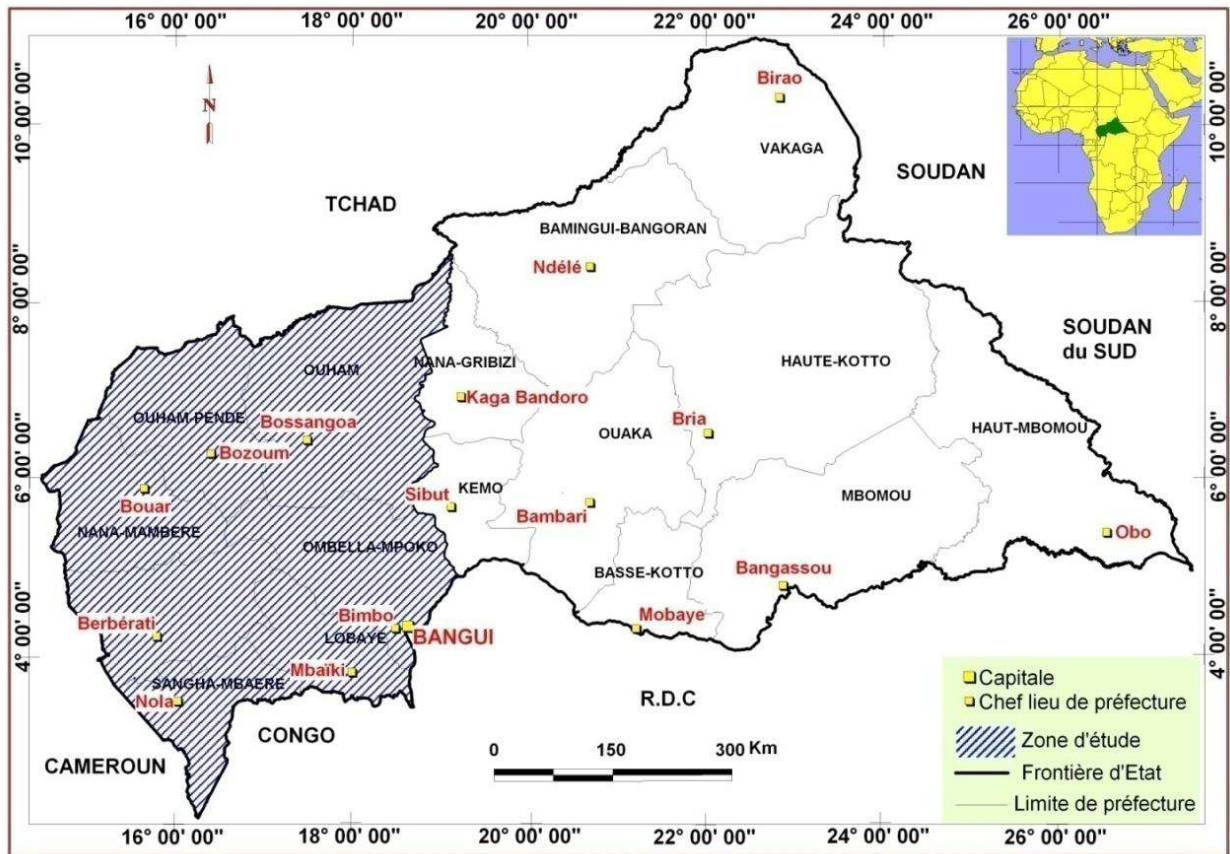 16° 00' 00"
18° 00' 00"
20° 00' 00"
22° 00' 00"
24° 00' 00"
26° 00' 00"
10° 00' 00"
8° 00' 00"
6° 00' 00"
4° 00' 00"
N
10° 00' 00"
8° 00' 00"
6° 00' 00"
4° 00' 00"
Birao
VAKAGA
SOUDAN
TCHAD
BAMINGUI-BANGORAN
Ndélé
SOUDAN
du SUD
HAUTE-KOTTO
OUHAM
NANA-GRIBIZI
Kaga Bandoro
OUHAM-PENDE
Bossangoa
Bozoum
OUAKA
Bria
HAUT-MBOMOU
Bouar
Sibut
KEMO
Bambari
MBOMOU
NANA-MAMBERE
OMBELLA-MPOKO
Obo
BASSE-KOTTO
Bangassou
Berbérati
Bimbo
LOBAYE
BANGUI
Mobaye
Mbaïki
SANGHA-MBAERE
Nola
R.D.C
CONGO
CAMEROUN
0 150 300 Km
Capitale
Chef lieu de préfecture
Zone d'étude
Frontière d'Etat
Limite de préfecture
16° 00' 00"
18° 00' 00"
20° 00' 00"
22° 00' 00"
24° 00' 00"
26° 00' 00"